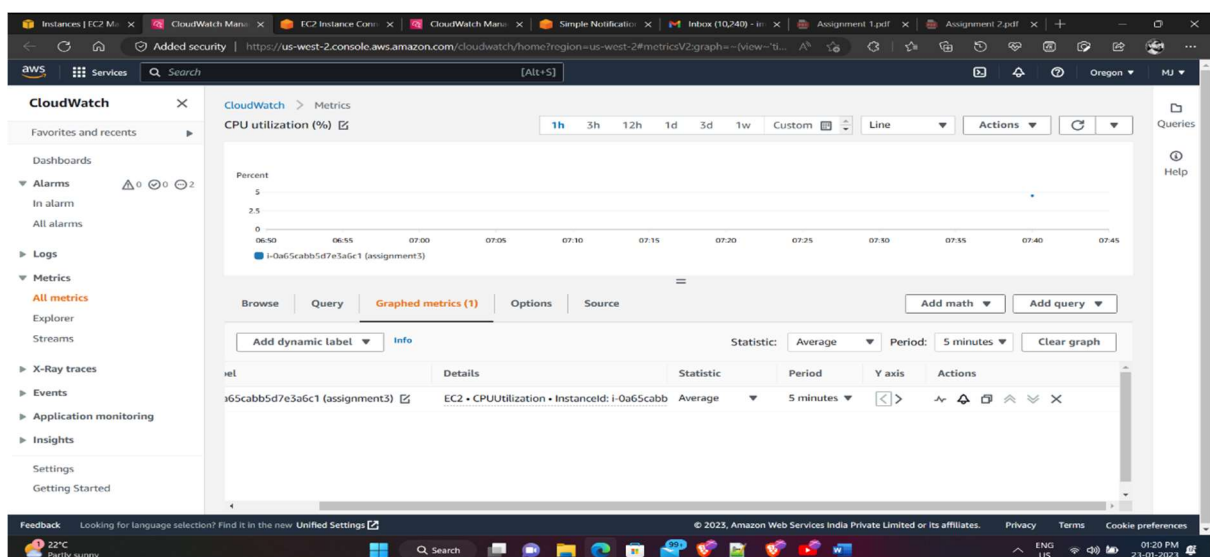 Instances | EC2 Ma
CloudWatch Mana
EC2 Instance Conn
CloudWatch Mana
Simple Notification
Inbox (10,240) - in
Assignment 1.pdf
Assignment 2.pdf
Added security | https://us-west-2.console.aws.amazon.com/cloudwatch/home?region=us-west-2#metricsV2:graph=~(view~'ti...
aws Services Search [Alt+S] Oregon MJ
CloudWatch
Favorites and recents
Dashboards
Alarms 0 0 2
In alarm
All alarms
Logs
Metrics
All metrics
Explorer
Streams
X-Ray traces
Events
Application monitoring
Insights
Settings
Getting Started
CloudWatch > Metrics
CPU utilization (%)
1h 3h 12h 1d 3d 1w Custom Line Actions
Percent
5
2.5
0
06:50 06:55 07:00 07:05 07:10 07:15 07:20 07:25 07:30 07:35 07:40 07:45
i-0a65cabb5d7e3a6c1 (assignment3)
Browse Query Graphed metrics (1) Options Source Add math Add query
Add dynamic label Info Statistic: Average Period: 5 minutes Clear graph
el Details Statistic Period Y axis Actions
a65cabb5d7e3a6c1 (assignment3) EC2 • CPUUtilization • InstanceId: i-0a65cabb Average 5 minutes < >
Queries
Help
Feedback Looking for language selection? Find it in the new Unified Settings © 2023, Amazon Web Services India Private Limited or its affiliates. Privacy Terms Cookie preferences
1 22°C
Partly sunny
Search
99+
ENG
US
01:20 PM
23-01-2023